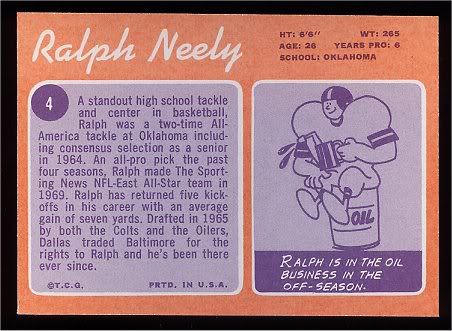 Ralph Neely
HT: 6'6" WT: 265
AGE: 26 YEARS PRO: 6
SCHOOL: OKLAHOMA
4
A standout high school tackle
and center in basketball,
Ralph was a two-time All-
America tackle at Oklahoma includ-
ing consensus selection as a senior
in 1964. An all-pro pick the past
four seasons, Ralph made The Sport-
ing News NFL-East All-Star team in
1969. Ralph has returned five kick-
offs in his career with an average
gain of seven yards. Drafted in 1965
by both the Colts and the Oilers,
Dallas traded Baltimore for the
rights to Ralph and he's been there
ever since.
©T.C.G. PRTD. IN U.S.A.
OIL
RALPH IS IN THE OIL
BUSINESS IN THE
OFF-SEASON.